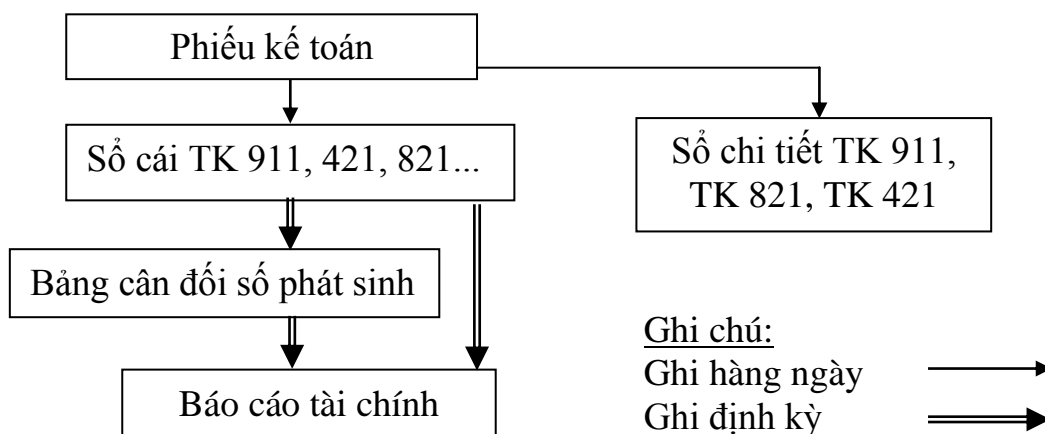 Phiếu kế toán
Sổ cái TK 911, 421, 821...
Sổ chi tiết TK 911,
TK 821, TK 421
Bảng cân đối số phát sinh
Báo cáo tài chính
Ghi chú:
Ghi hàng ngày
Ghi định kỳ